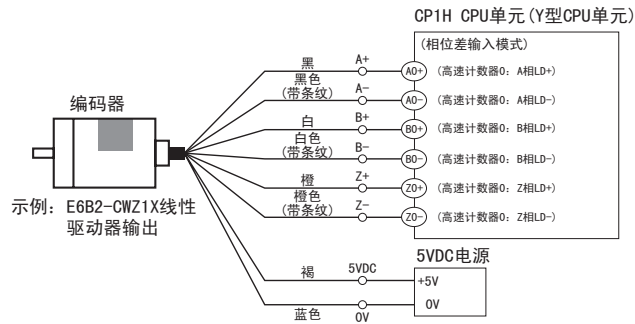 CP1H CPU单元(Y型CPU单元)
(相位差输入模式)
编码器
黑 A+ A0+ (高速计数器0: A相LD+)
黑色
(带条纹) A- A0- (高速计数器0: A相LD-)
白 B+ B0+ (高速计数器0: B相LD+)
白色
(带条纹) B- B0- (高速计数器0: B相LD-)
橙 Z+ Z0+ (高速计数器0: Z相LD+)
橙色
(带条纹) Z- Z0- (高速计数器0: Z相LD-)
示例: E6B2-CWZ1X线性
驱动器输出
5VDC电源
褐 5VDC +5V
蓝色 0V 0V